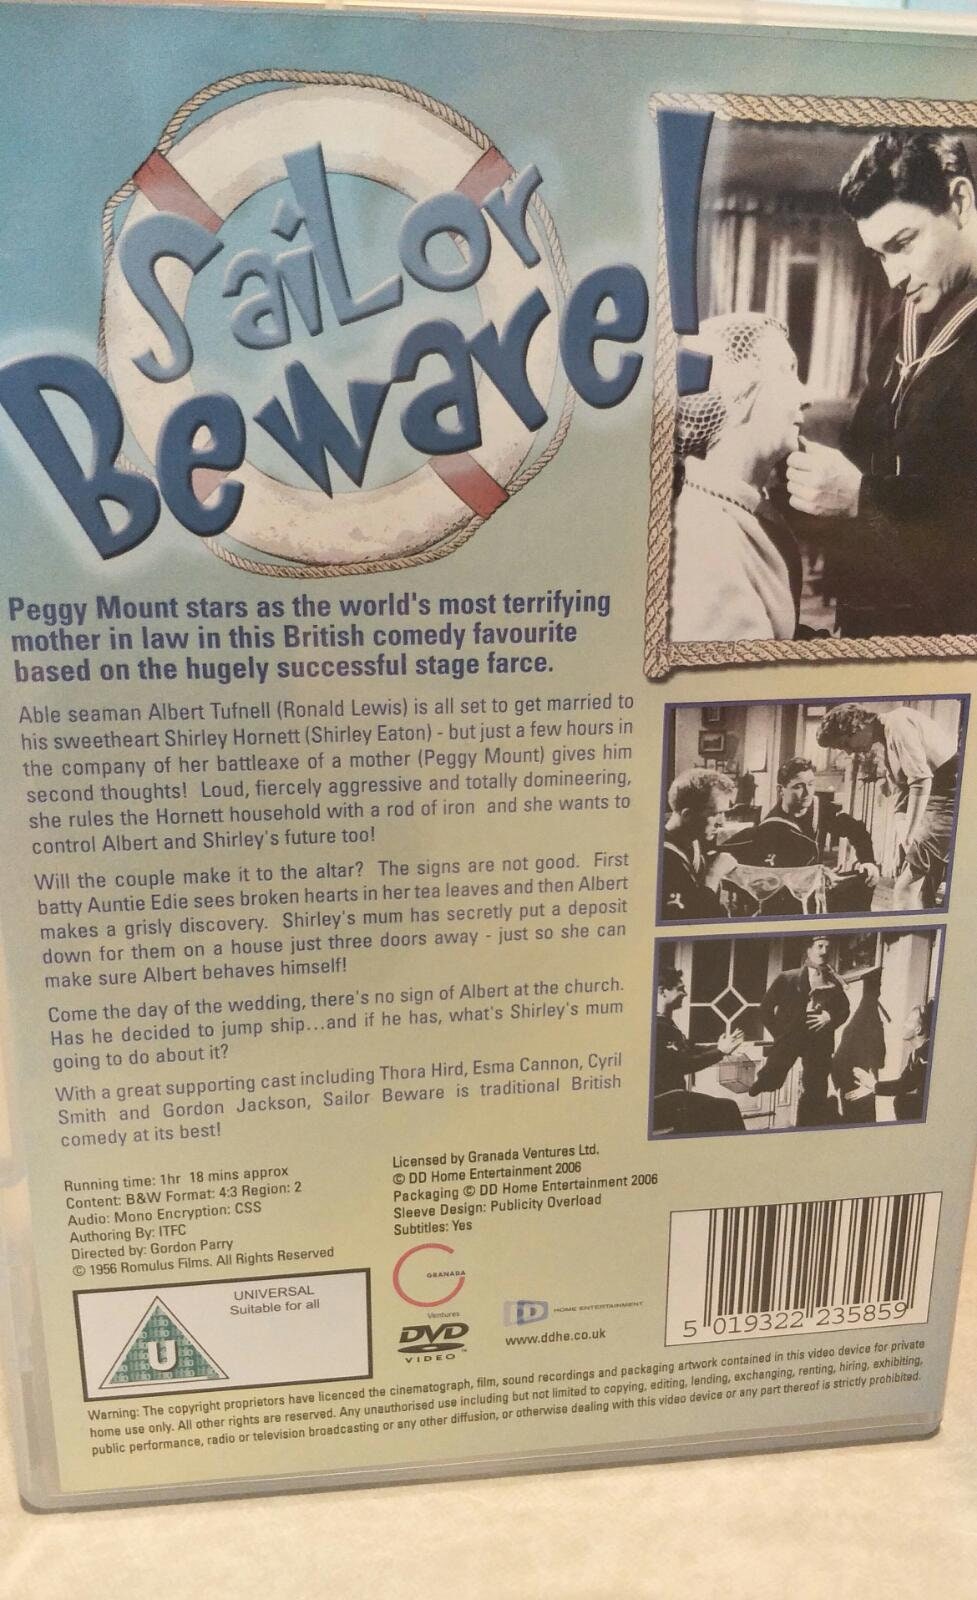 SaiLor
Beware!
Peggy Mount stars as the world's most terrifying
mother in law in this British comedy favourite
based on the hugely successful stage farce.
Able seaman Albert Tufnell (Ronald Lewis) is all set to get married to
his sweetheart Shirley Hornett (Shirley Eaton) - but just a few hours in
the company of her battleaxe of a mother (Peggy Mount) gives him
second thoughts! Loud, fiercely aggressive and totally domineering,
she rules the Hornett household with a rod of iron and she wants to
control Albert and Shirley's future too!
Will the couple make it to the altar? The signs are not good. First
batty Auntie Edie sees broken hearts in her tea leaves and then Albert
makes a grisly discovery. Shirley's mum has secretly put a deposit
down for them on a house just three doors away - just so she can
make sure Albert behaves himself!
Come the day of the wedding, there's no sign of Albert at the church.
Has he decided to jump ship...and if he has, what's Shirley's mum
going to do about it?
With a great supporting cast including Thora Hird, Esma Cannon, Cyril
Smith and Gordon Jackson, Sailor Beware is traditional British
comedy at its best!
Running time: 1hr 18 mins approx
Content: B&W Format: 4:3 Region: 2
Audio: Mono Encryption: CSS
Authoring By: ITFC
Directed by: Gordon Parry
© 1956 Romulus Films. All Rights Reserved
Licensed by Granada Ventures Ltd.
© DD Home Entertainment 2006
Packaging © DD Home Entertainment 2006
Sleeve Design: Publicity Overload
Subtitles: Yes
UNIVERSAL
Suitable for all
U
GRANADA
Ventures
DVD
VIDEO™
DD HOME ENTERTAINMENT
www.ddhe.co.uk
5 019322 235859
Warning: The copyright proprietors have licenced the cinematograph, film, sound recordings and packaging artwork contained in this video device for private
home use only. All other rights are reserved. Any unauthorised use including but not limited to copying, editing, lending, exchanging, renting, hiring, exhibiting,
public performance, radio or television broadcasting or any other diffusion, or otherwise dealing with this video device or any part thereof is strictly prohibited.